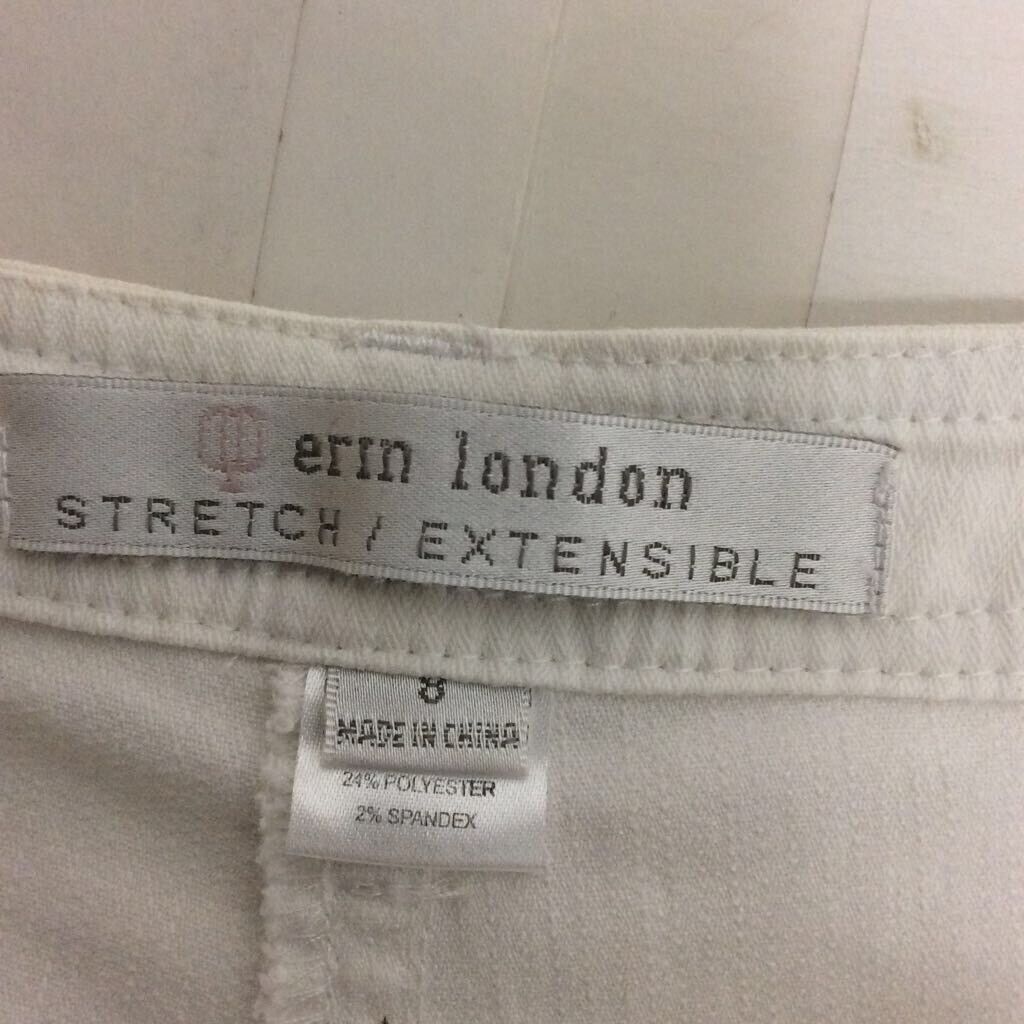 erin london
STRETCH / EXTENSIBLE
8
MADE IN CHINA
24% POLYESTER
2% SPANDEX